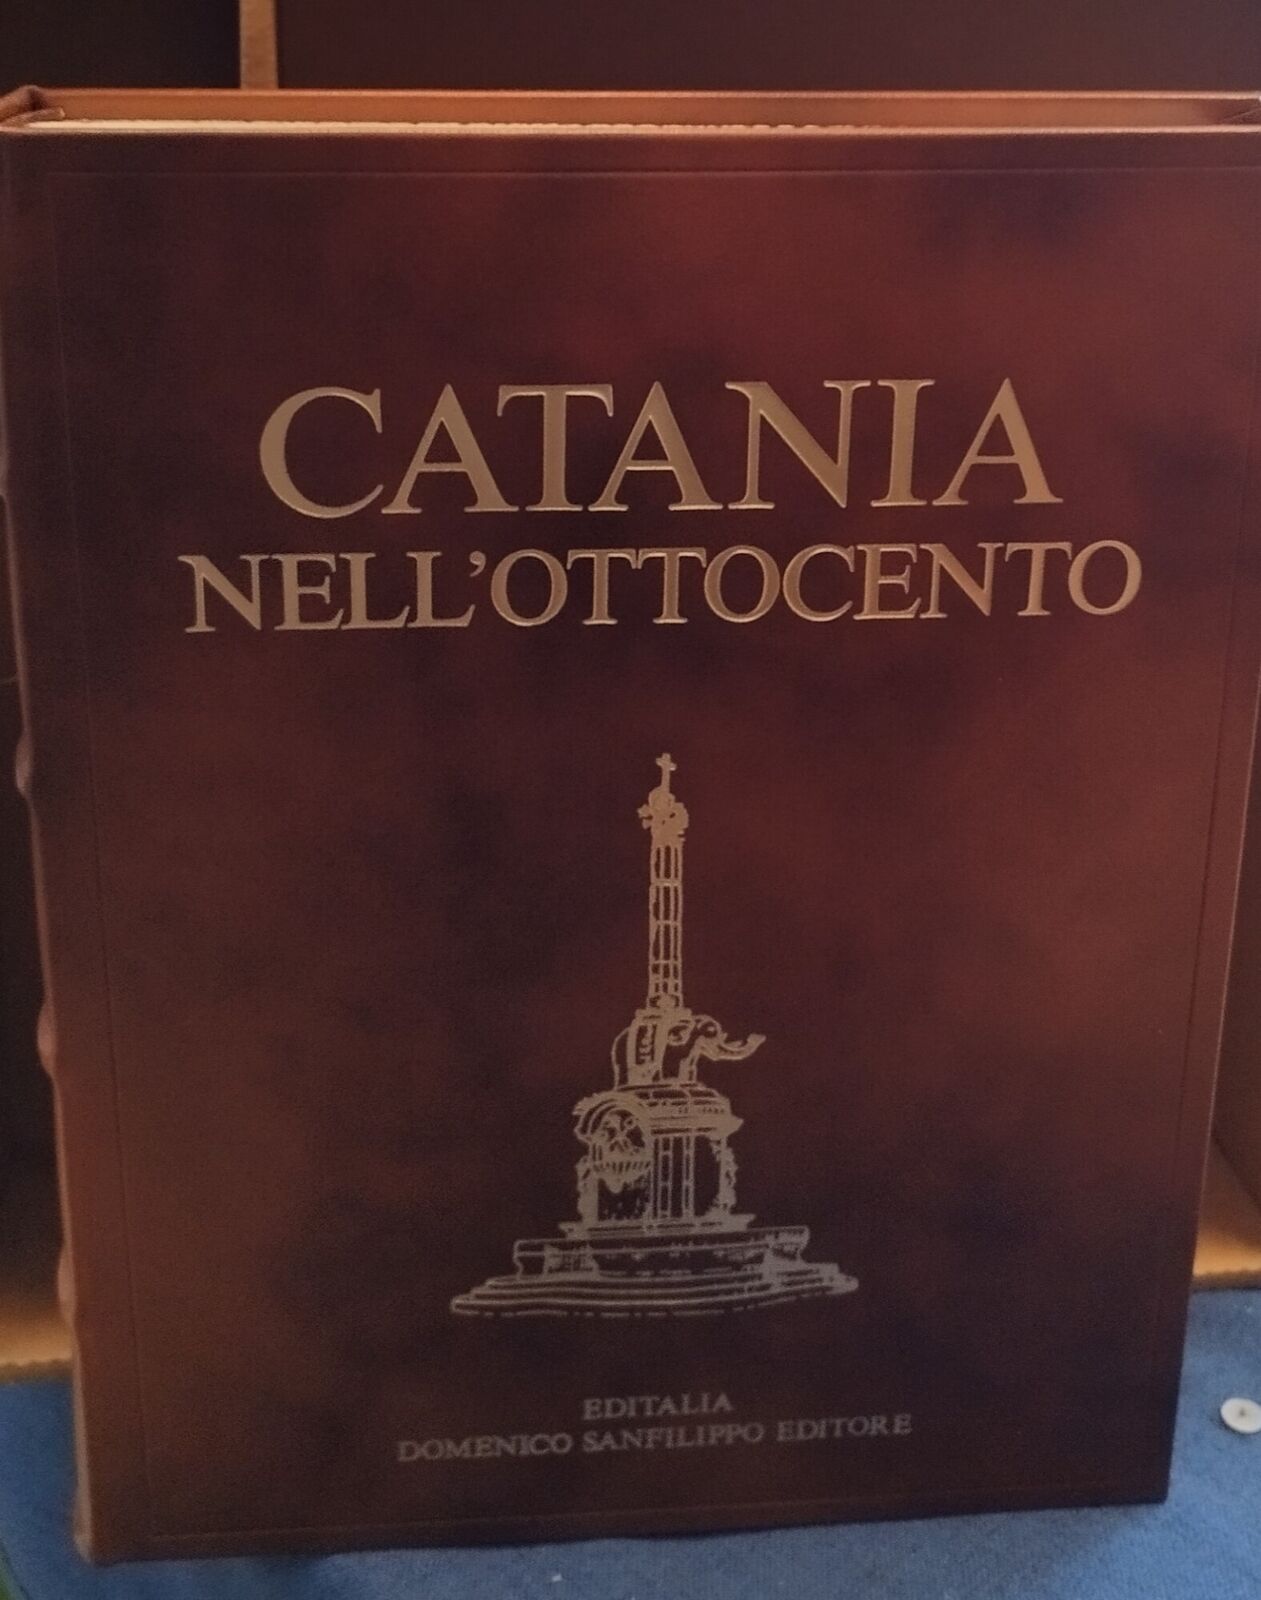 CATANIA
NELL'OTTOCENTO
EDITALIA
DOMENICO SANFILIPPO EDITORE